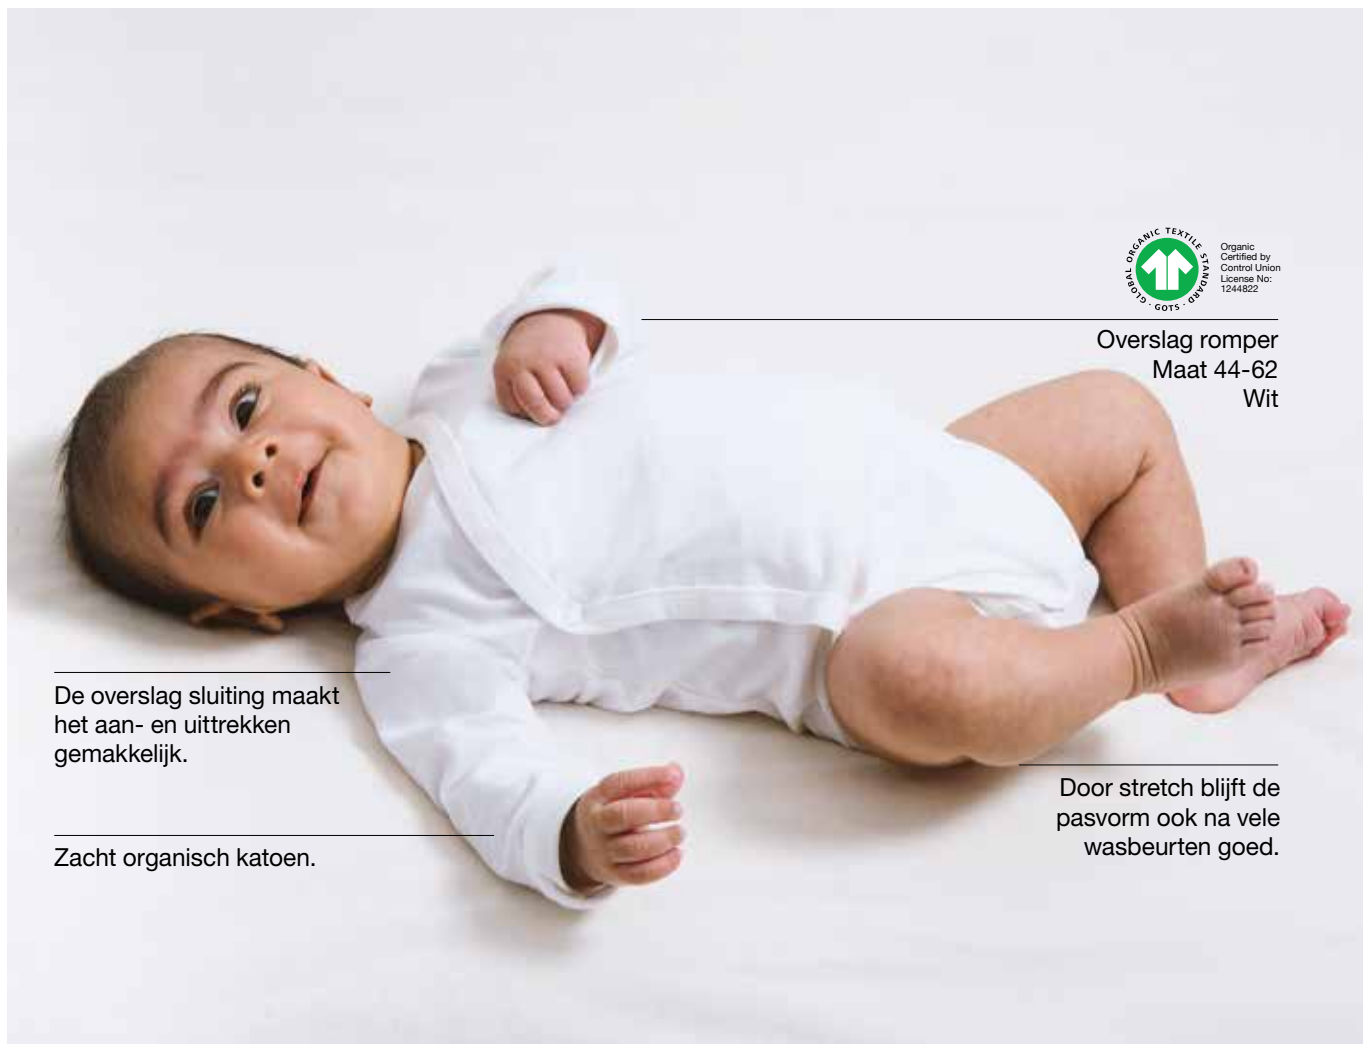 GLOBAL ORGANIC TEXTILE STANDARD · GOTS ·
Organic
Certified by
Control Union
License No:
1244822
Overslag romper
Maat 44-62
Wit
De overslag sluiting maakt
het aan- en uittrekken
gemakkelijk.
Zacht organisch katoen.
Door stretch blijft de
pasvorm ook na vele
wasbeurten goed.